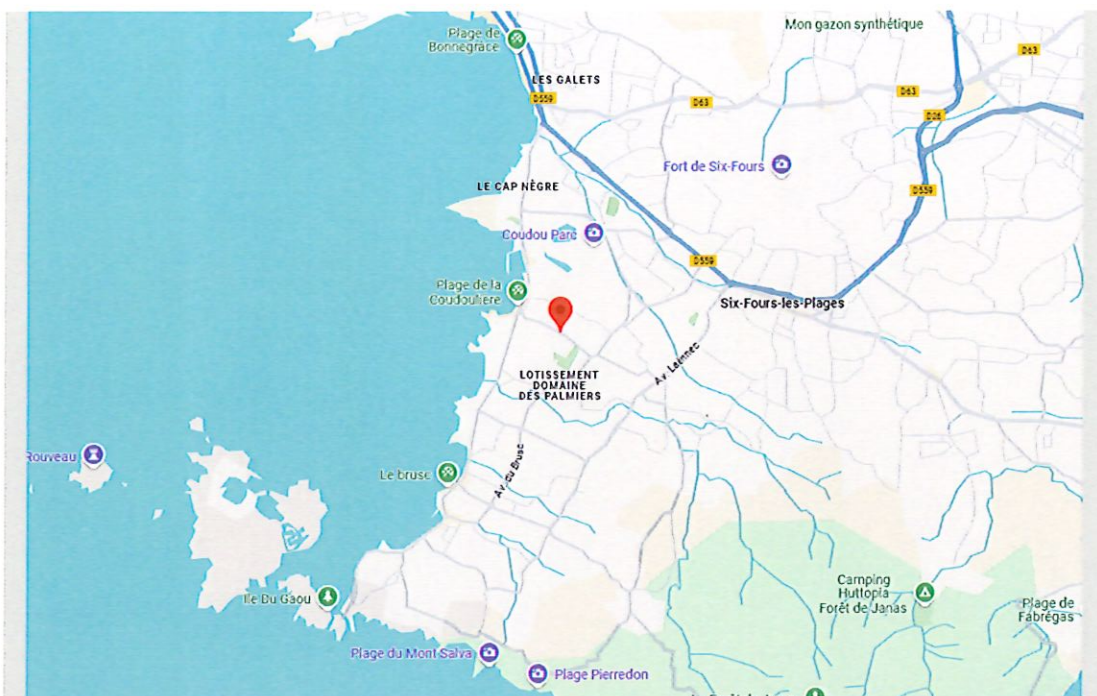 Mon gazon synthétique
Plage de
Bonnegrâce
D63
LES GALETS
D559
D63
D63
D26
Fort de Six-Fours
LE CAP NÈGRE
D559
Coudou Parc
D559
Plage de la
Coudoulière
Six-Fours-les-Plages
Av. Laënnec
LOTISSEMENT
DOMAINE
DES PALMIERS
Rouveau
Le brusc
Av. du Brusc
Camping
Huttopia
Forêt de Janas
Ile Du Gaou
Plage de
Fabrégas
Plage du Mont Salva
Plage Pierredon